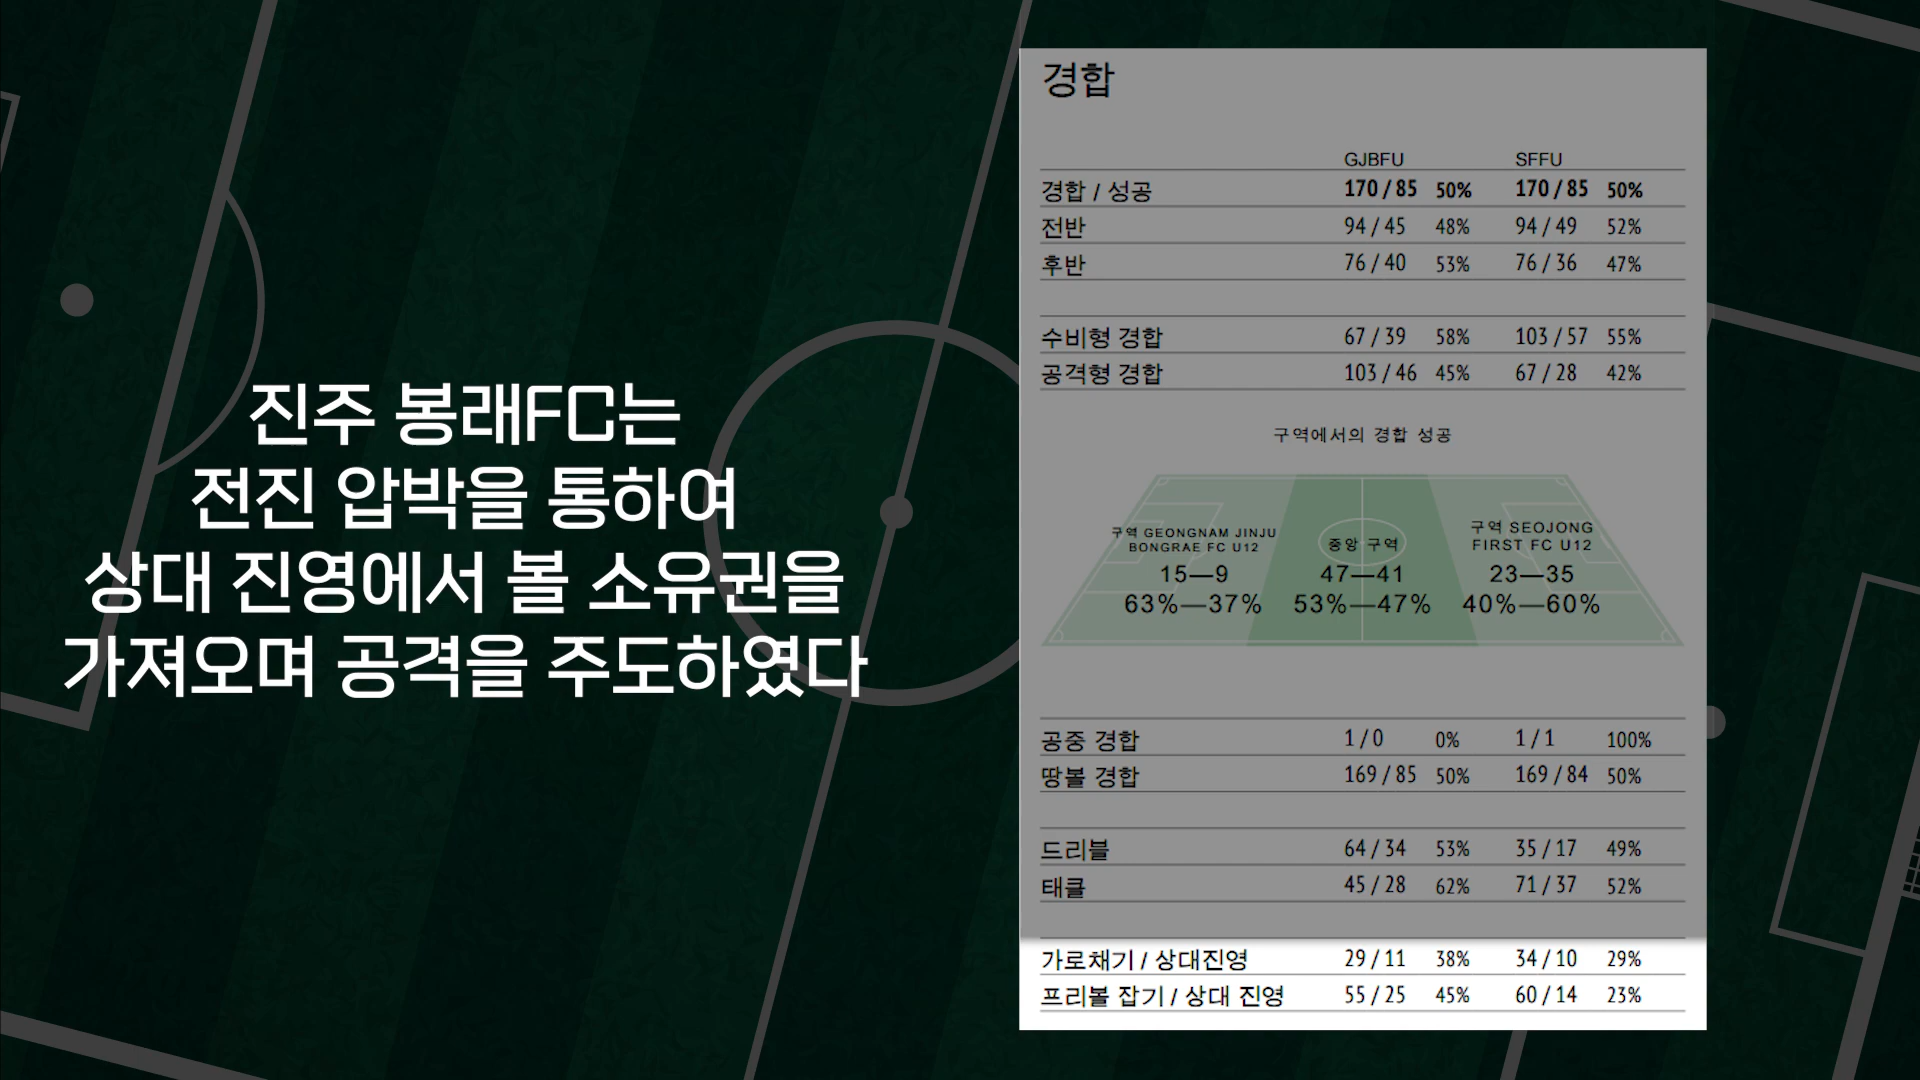 진주 봉래FC는
전진 압박을 통하여
상대 진영에서 볼 소유권을
가져오며 공격을 주도하였다
경합
GJBFU SFFU
경합 / 성공 170 / 85 50% 170 / 85 50%
전반 94 / 45 48% 94 / 49 52%
후반 76 / 40 53% 76 / 36 47%
수비형 경합 67 / 39 58% 103 / 57 55%
공격형 경합 103 / 46 45% 67 / 28 42%
구역에서의 경합 성공
구역 GEONGNAM JINJU
BONGRAE FC U12
15—9
63%—37%
중앙 구역
47—41
53%—47%
구역 SEOJONG
FIRST FC U12
23—35
40%—60%
공중 경합 1 / 0 0% 1 / 1 100%
땅볼 경합 169 / 85 50% 169 / 84 50%
드리블 64 / 34 53% 35 / 17 49%
태클 45 / 28 62% 71 / 37 52%
가로채기 / 상대진영 29 / 11 38% 34 / 10 29%
프리볼 잡기 / 상대 진영 55 / 25 45% 60 / 14 23%